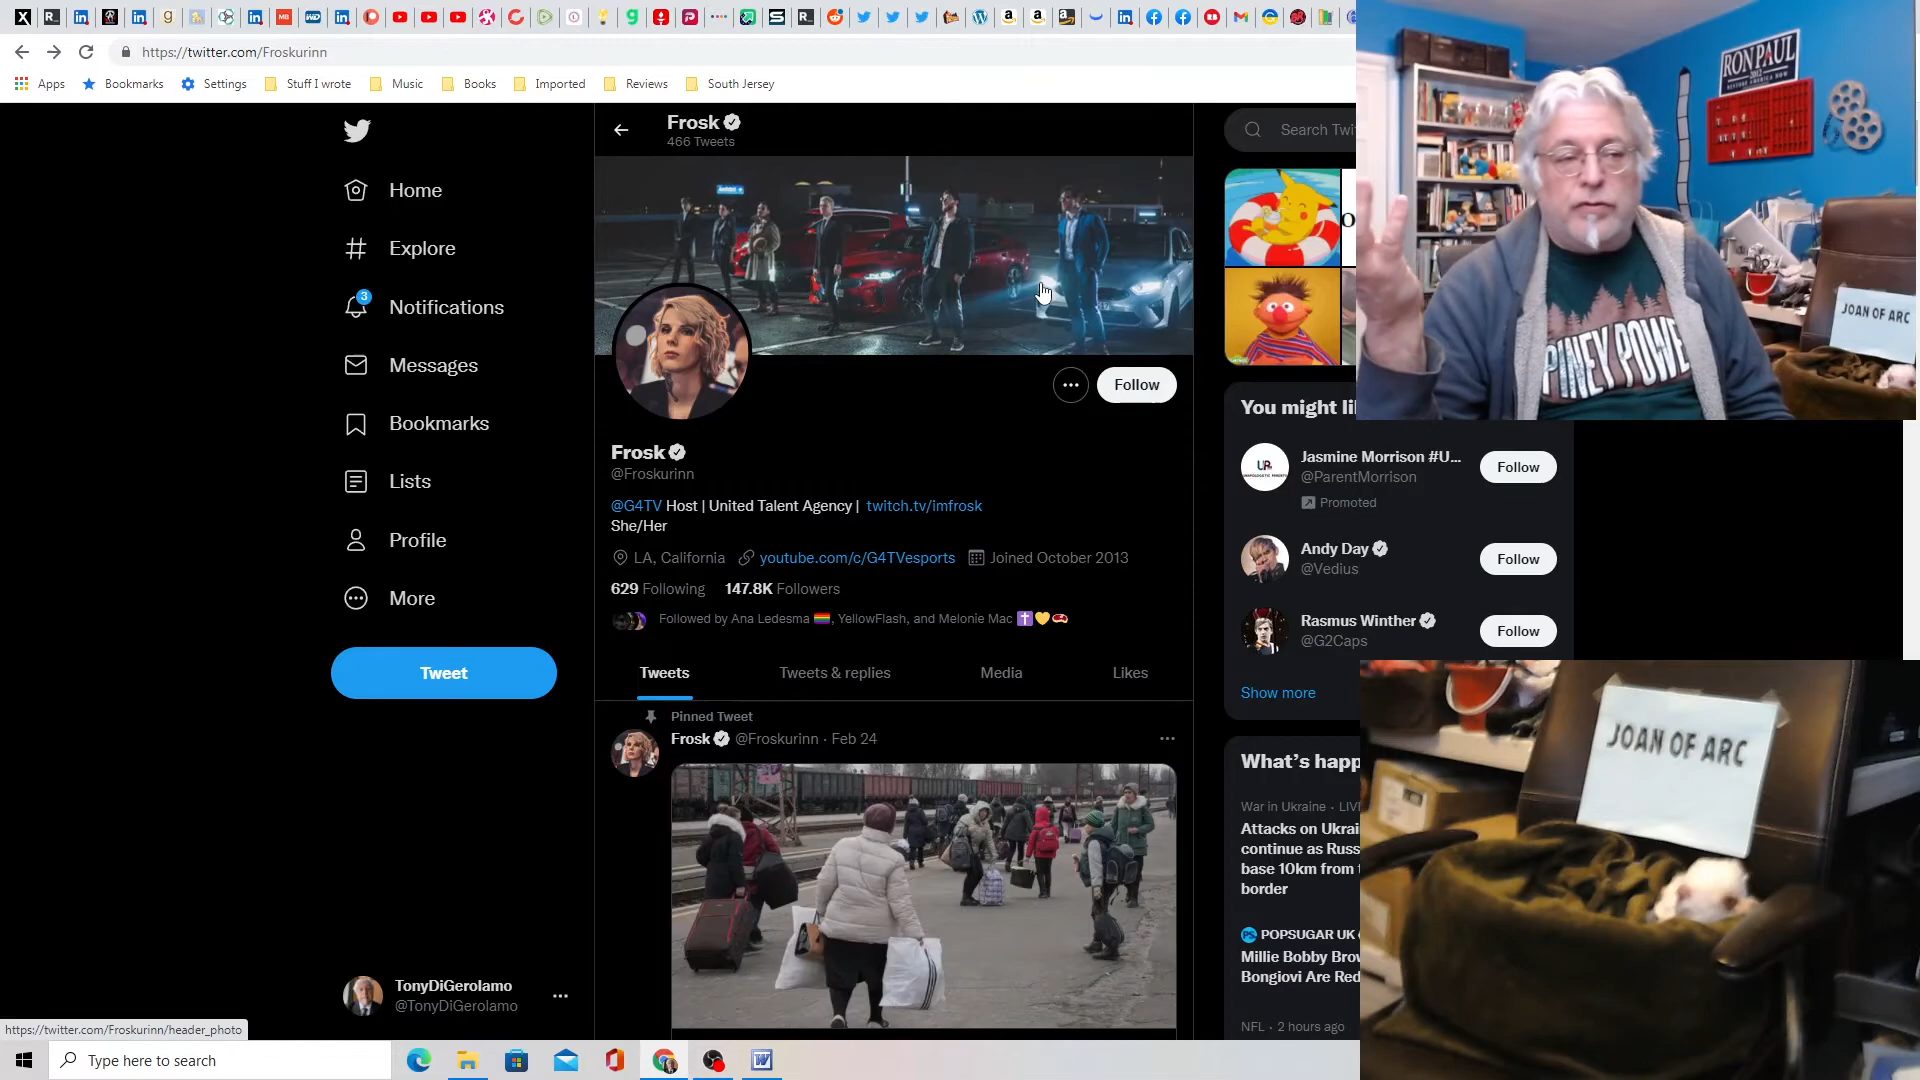 https://twitter.com/Froskurinn
Apps
Bookmarks
Settings
Stuff I wrote
Music
Books
Imported
Reviews
South Jersey
Frosk
466 Tweets
Search Twi
Home
Explore
3
Notifications
Messages
Bookmarks
Lists
Profile
More
Tweet
Follow
Frosk
@Froskurinn
@G4TV Host | United Talent Agency | twitch.tv/imfrosk
She/Her
LA, California youtube.com/c/G4TVesports Joined October 2013
629 Following 147.8K Followers
Followed by Ana Ledesma, YellowFlash, and Melonie Mac
Tweets
Tweets & replies
Media
Likes
Pinned Tweet
Frosk @Froskurinn · Feb 24
You might li
Jasmine Morrison #U...
@ParentMorrison
Promoted
Follow
Andy Day
@Vedius
Follow
Rasmus Winther
@G2Caps
Follow
Show more
What's happ
War in Ukraine · LIVE
Attacks on Ukrai
continue as Russ
base 10km from
border
POPSUGAR UK
Millie Bobby Brow
Bongiovi Are Red
NFL · 2 hours ago
TonyDiGerolamo
@TonyDiGerolamo
https://twitter.com/Froskurinn/header_photo
Type here to search
RON PAUL
2012
RESTORE AMERICA NOW
PINEY POWER
JOAN OF ARC
JOAN OF ARC